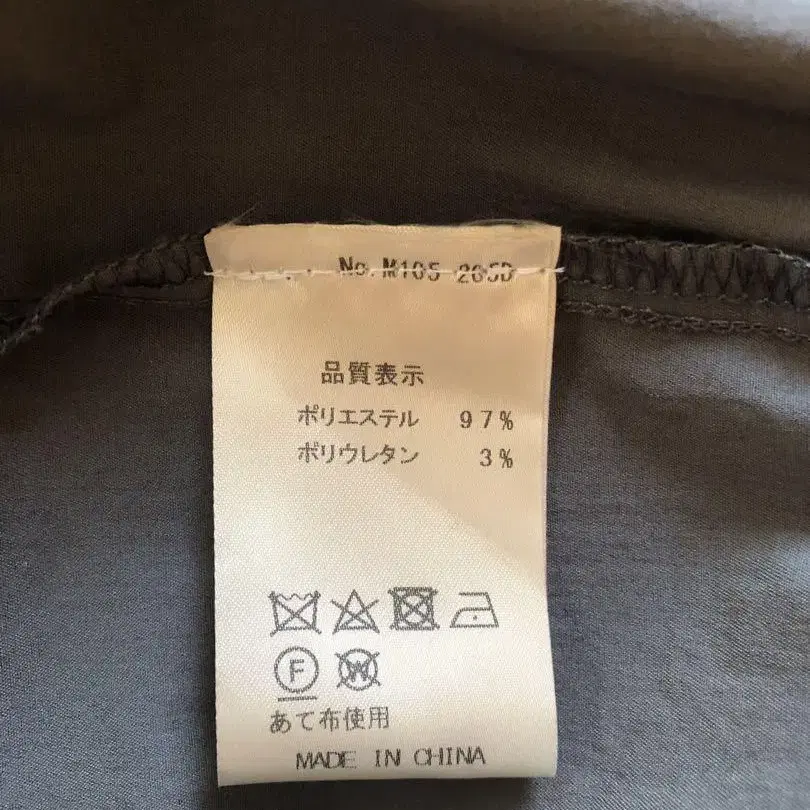 No. M105 205D
品質表示
ポリエステル 97%
ポリウレタン 3%
F W
あて布使用
MADE IN CHINA